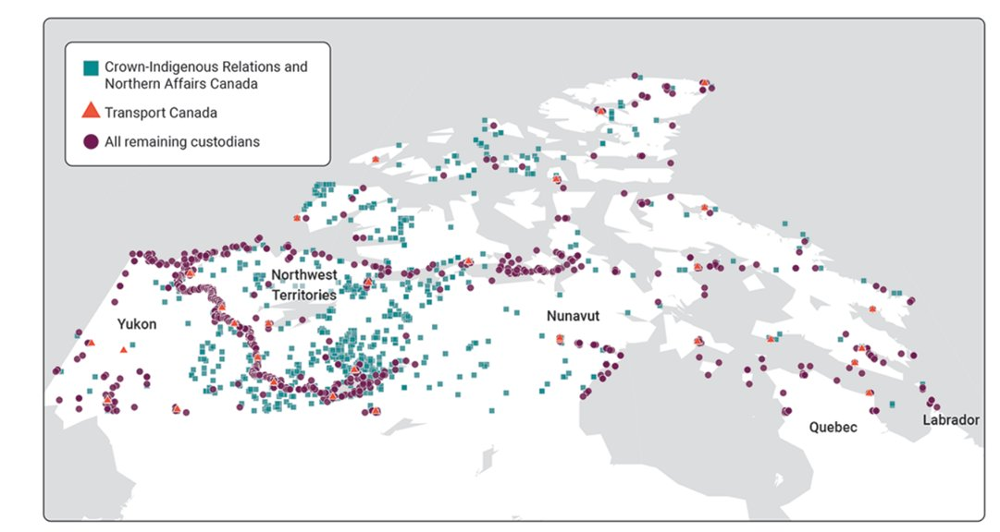 Crown-Indigenous Relations and
Northern Affairs Canada
Transport Canada
All remaining custodians
Northwest
Territories
Yukon
Nunavut
Quebec
Labrador